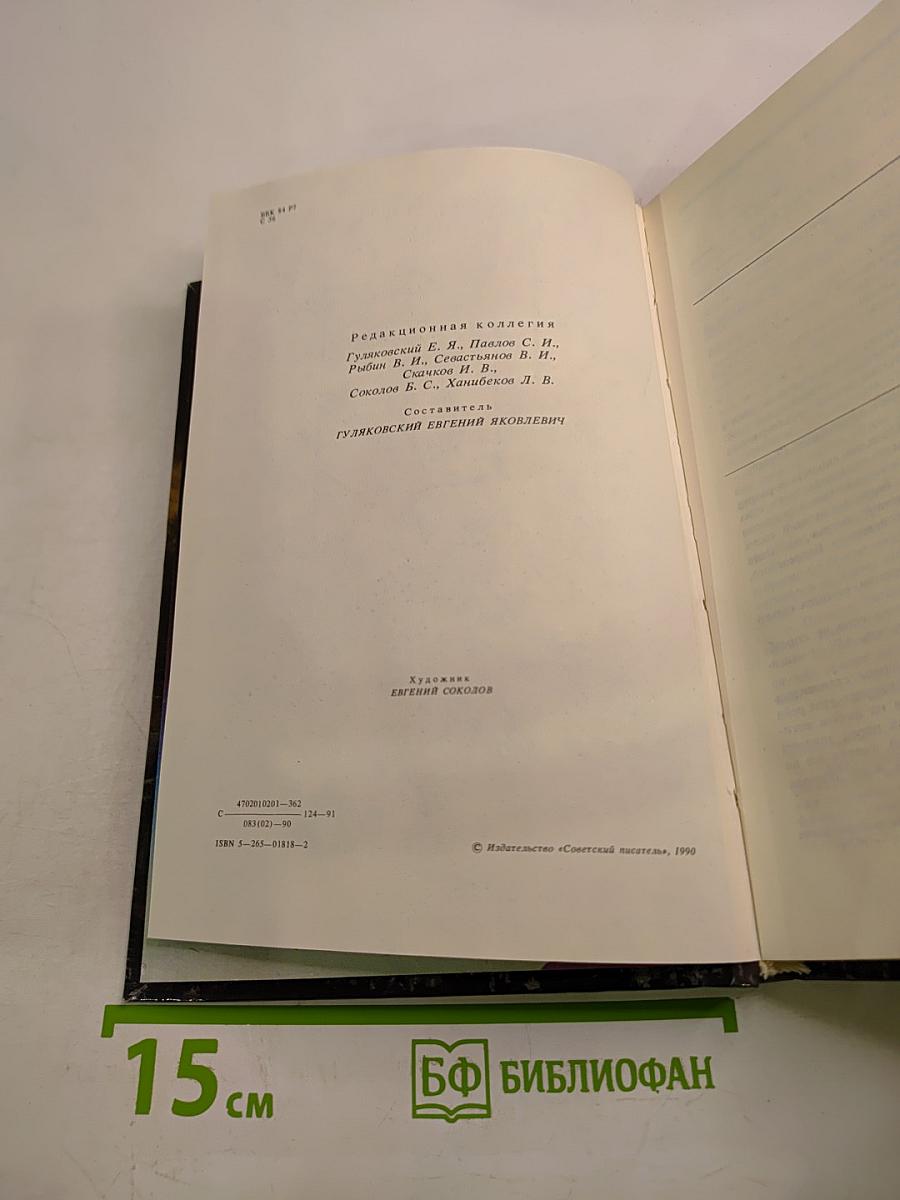 ББК 84 Р7
С 36
Редакционная коллегия
Гуляковский Е. Я., Павлов С. И.,
Рыбин В. И., Севастьянов В. И.,
Скачков И. В.,
Соколов Б. С., Ханибеков Л. В.
Составитель
ГУЛЯКОВСКИЙ ЕВГЕНИЙ ЯКОВЛЕВИЧ
Художник
ЕВГЕНИЙ СОКОЛОВ
4702010201—362
С————124—91
083(02)—90
ISBN 5—265—01818—2
© Издательство «Советский писатель», 1990
15 см
БФ БИБЛИОФАН